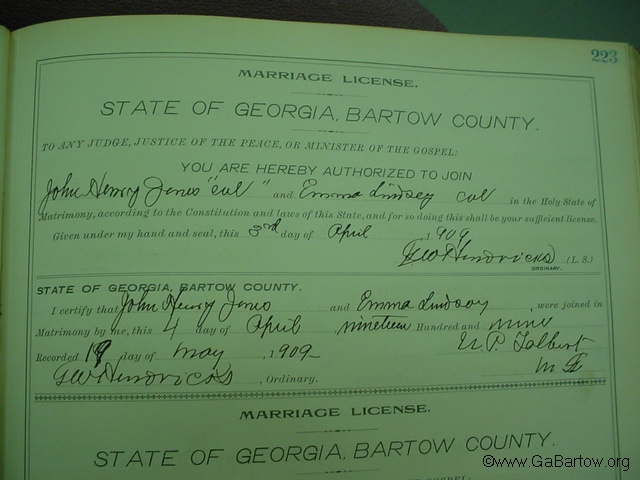 223
MARRIAGE LICENSE.
STATE OF GEORGIA, BARTOW COUNTY.
TO ANY JUDGE, JUSTICE OF THE PEACE, OR MINISTER OF THE GOSPEL:
YOU ARE HEREBY AUTHORIZED TO JOIN
John Henry Jones "col" and Emma Lindsey col in the Holy State of
Matrimony, according to the Constitution and laws of this State, and for so doing this shall be your sufficient license.
Given under my hand and seal, this 3rd day of April, 1909
GW Hendricks (L. S.)
ORDINARY.
STATE OF GEORGIA, BARTOW COUNTY.
I certify that John Henry Jones and Emma Lindsey, were joined in
Matrimony by me, this 4 day of April, nineteen Hundred and nine
Recorded 19 day of May, 1909 P. Talbert
GW Hendricks, Ordinary. M G
MARRIAGE LICENSE.
STATE OF GEORGIA, BARTOW COUNTY.
©www.GaBartow.org